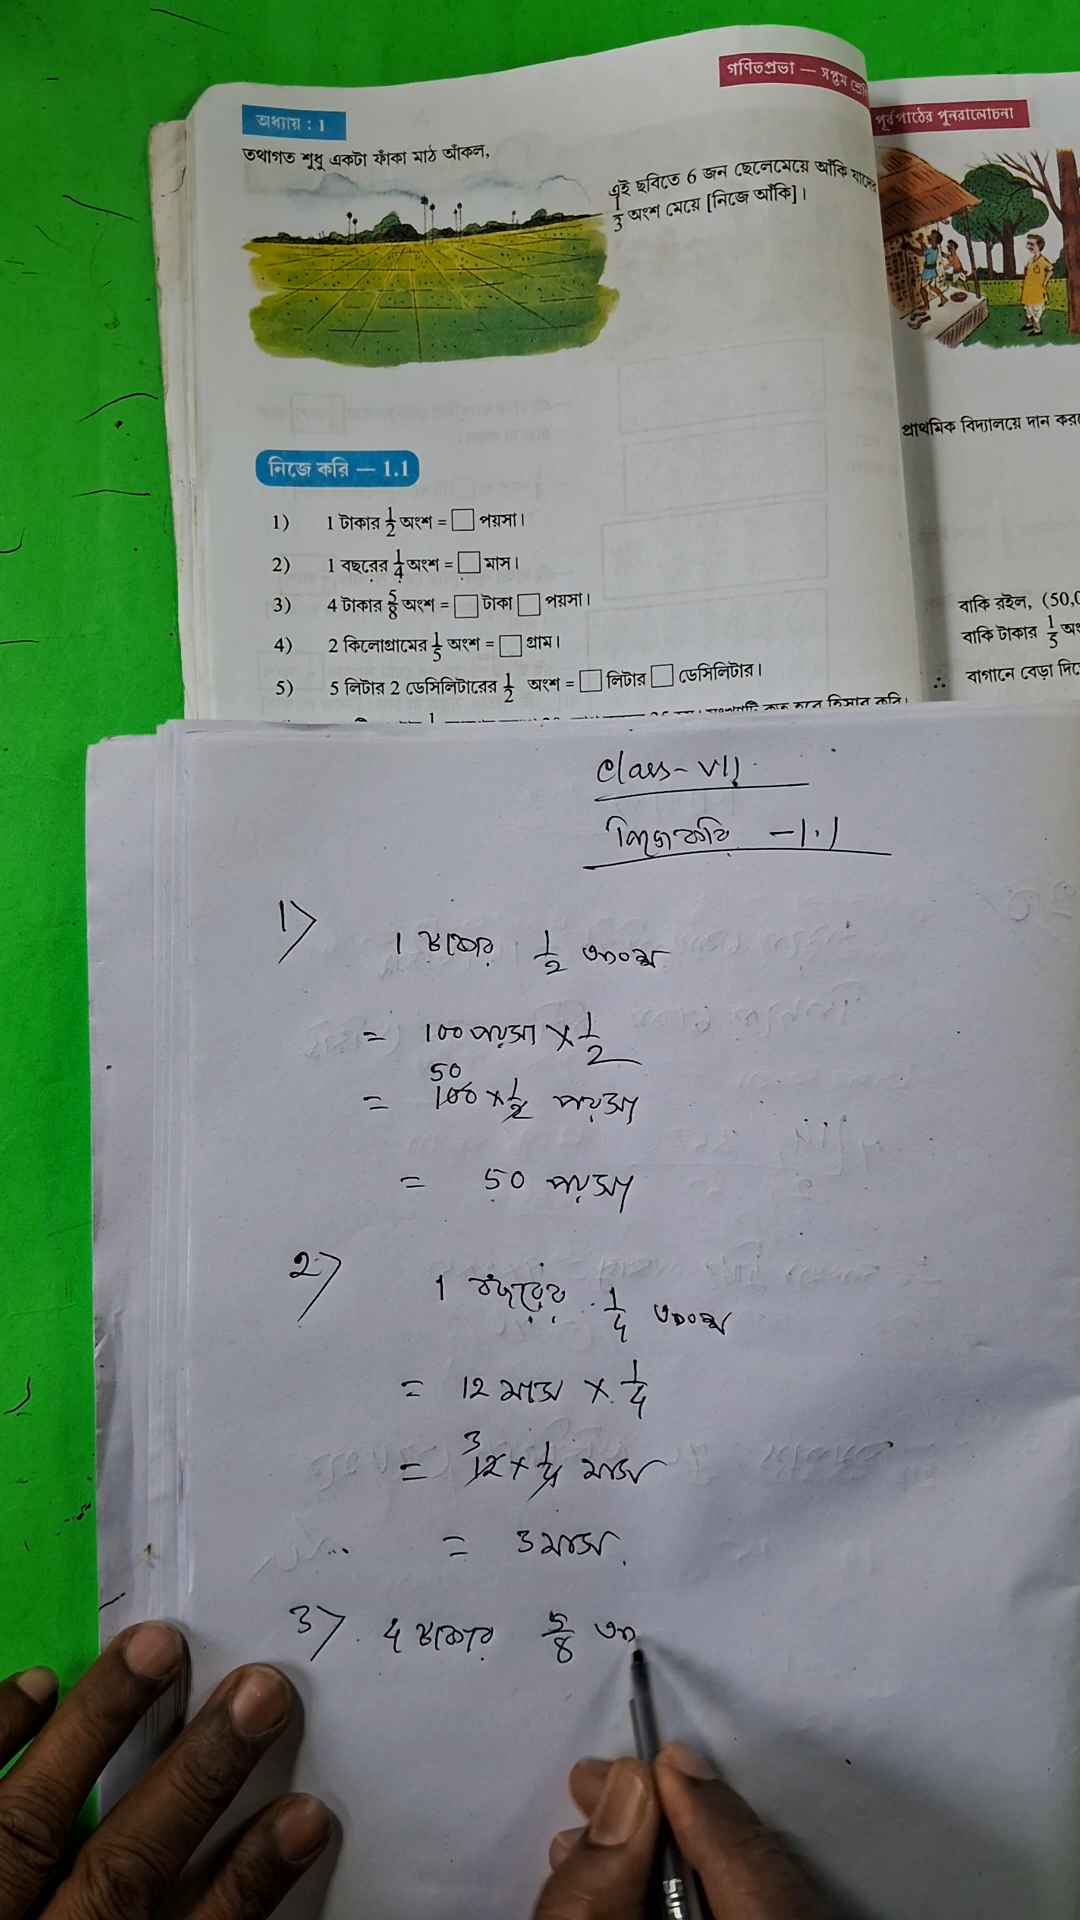 গণিতপ্রভা — সপ্তম শ্রেণি
অধ্যায় : 1
তথাগত শুধু একটা ফাঁকা মাঠ আঁকল,
এই ছবিতে 6 জন ছেলেমেয়ে আঁকি যাদের
1/3 অংশ মেয়ে [নিজে আঁকি]।
নিজে করি — 1.1
1) 1 টাকার 1/2 অংশ = □ পয়সা।
2) 1 বছরের 1/4 অংশ = □ মাস।
3) 4 টাকার 5/8 অংশ = □ টাকা □ পয়সা।
4) 2 কিলোগ্রামের 1/5 অংশ = □ গ্রাম।
5) 5 লিটার 2 ডেসিলিটারের 1/2 অংশ = □ লিটার □ ডেসিলিটার।
হিসাব করি।
পূর্বপাঠের পুনরালোচনা
প্রাথমিক বিদ্যালয়ে দান কর
বাকি রইল, (50,0
বাকি টাকার 1/5 অং
∴ বাগানে বেড়া দিে
Class - VII
নিজে করি - 1.1
1> 1 টাকার 1/2 অংশ
= 100 পয়সা × 1/2
50
= 100 × 1/2 পয়সা
= 50 পয়সা
2> 1 বছরের 1/4 অংশ
= 12 মাস × 1/4
3
= 12 × 1/4 মাস
= 3 মাস.
3> 4 টাকার 5/8 অ